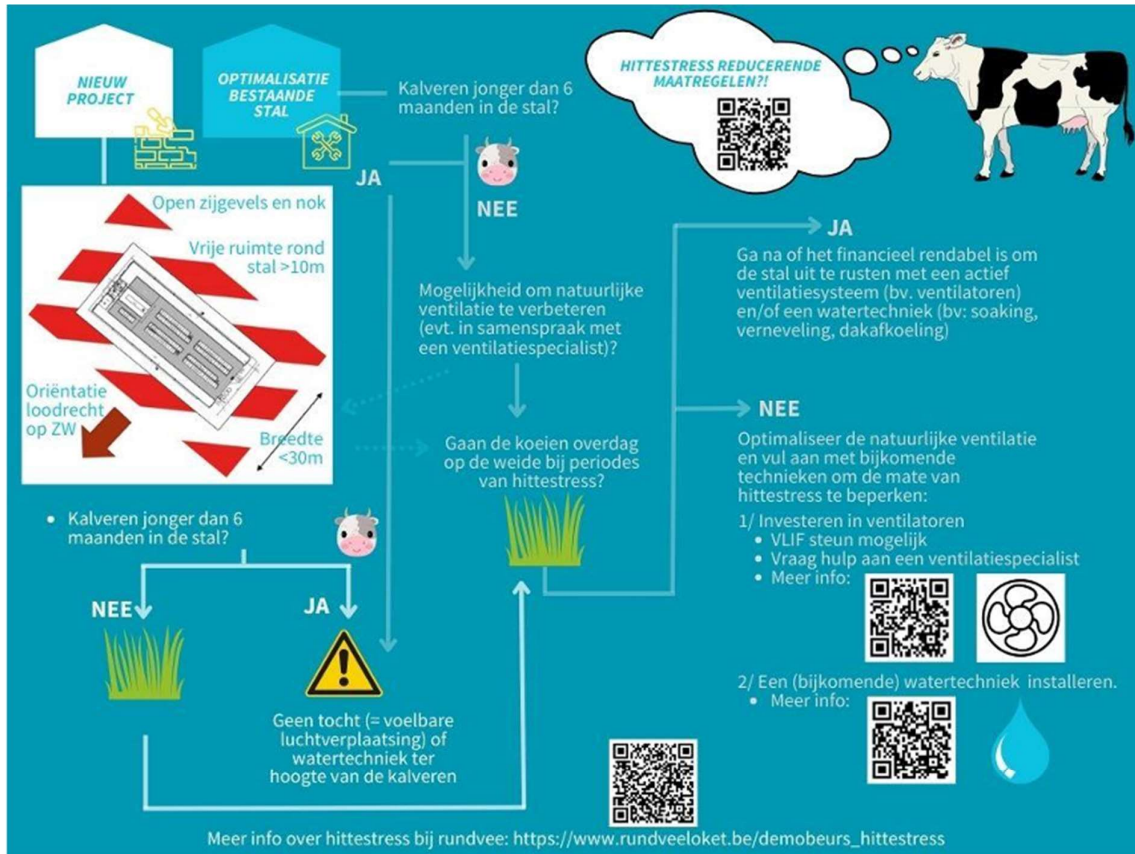 NIEUW
PROJECT
OPTIMALISATIE
BESTAANDE
STAL
Kalveren jonger dan 6
maanden in de stal?
HITTESTRESS REDUCERENDE
MAATREGELEN?!
JA
NEE
Open zijgevels en nok
Vrije ruimte rond
stal >10m
Oriëntatie
loodrecht
op ZW
Breedte
<30m
Mogelijkheid om natuurlijke
ventilatie te verbeteren
(evt. in samenspraak met
een ventilatiespecialist)?
Gaan de koeien overdag
op de weide bij periodes
van hittestress?
JA
Ga na of het financieel rendabel is om
de stal uit te rusten met een actief
ventilatiesysteem (bv. ventilatoren)
en/of een watertechniek (bv: soaking,
verneveling, dakafkoeling)
NEE
Optimaliseer de natuurlijke ventilatie
en vul aan met bijkomende
technieken om de mate van
hittestress te beperken:
1/ Investeren in ventilatoren
• VLIF steun mogelijk
• Vraag hulp aan een ventilatiespecialist
• Meer info:
2/ Een (bijkomende) watertechniek installeren.
• Meer info:
• Kalveren jonger dan 6
maanden in de stal?
NEE
JA
Geen tocht (= voelbare
luchtverplaatsing) of
watertechniek ter
hoogte van de kalveren
Meer info over hittestress bij rundvee: https://www.rundveeloket.be/demobeurs_hittestress